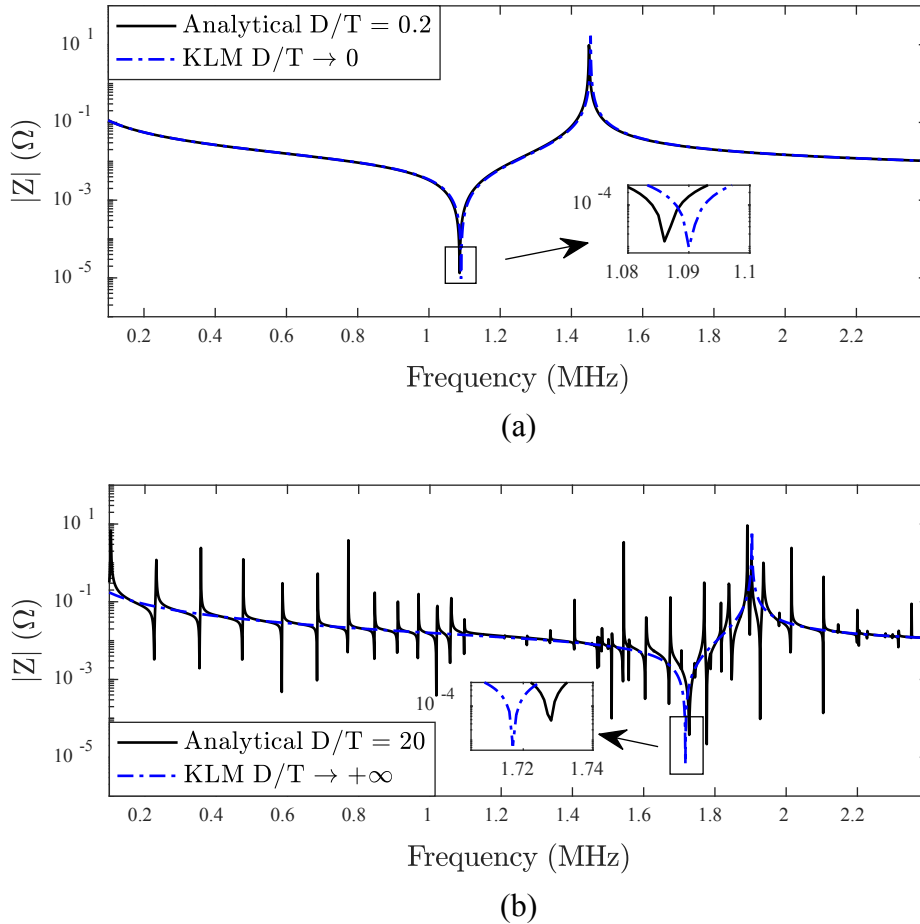 Analytical D/T = 0.2
KLM D/T → 0
|Z| (Ω)
10 1
10 -1
10 -3
10 -5
10 -4
1.08 1.09 1.1
0.2 0.4 0.6 0.8 1 1.2 1.4 1.6 1.8 2 2.2
Frequency (MHz)
(a)
|Z| (Ω)
10 1
10 -1
10 -3
10 -5
10 -4
1.72 1.74
Analytical D/T = 20
KLM D/T → +∞
0.2 0.4 0.6 0.8 1 1.2 1.4 1.6 1.8 2 2.2
Frequency (MHz)
(b)